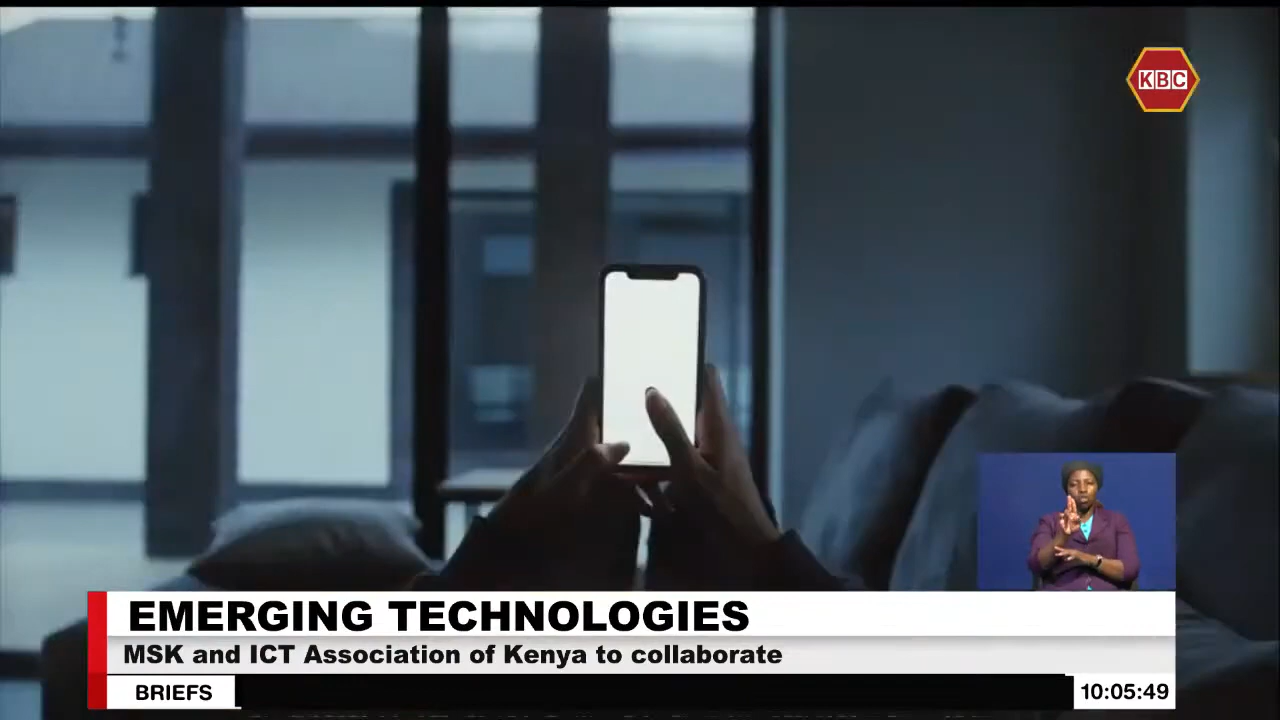 KBC
EMERGING TECHNOLOGIES
MSK and ICT Association of Kenya to collaborate
BRIEFS
10:05:49